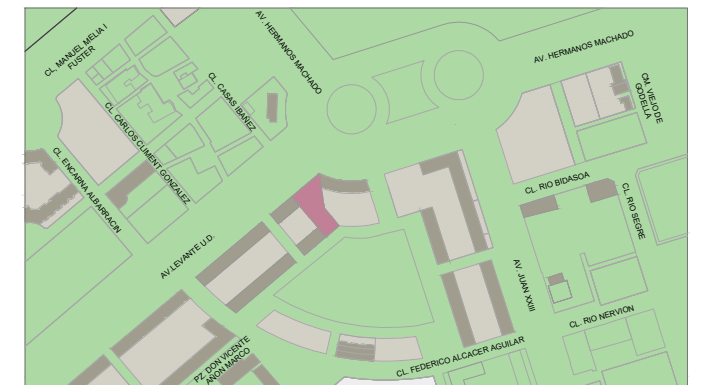 CL. MANUEL MELIA I
FUSTER
AV. HERMANOS MACHADO
AV. HERMANOS MACHADO
CL. CASAS IBAÑEZ
CM. VIEJO DE
GODELLA
CL. CARLOS CLIMENT GONZALEZ
CL. ENCARNA ALBARRACIN
CL. RIO BIDASOA
CL. RIO SEGRE
AV.LEVANTE U.D.
AV. JUAN XXIII
CL. RIO NERVION
PZ. DON VICENTE
AÑON MARCO
CL. FEDERICO ALCACER AGUILAR